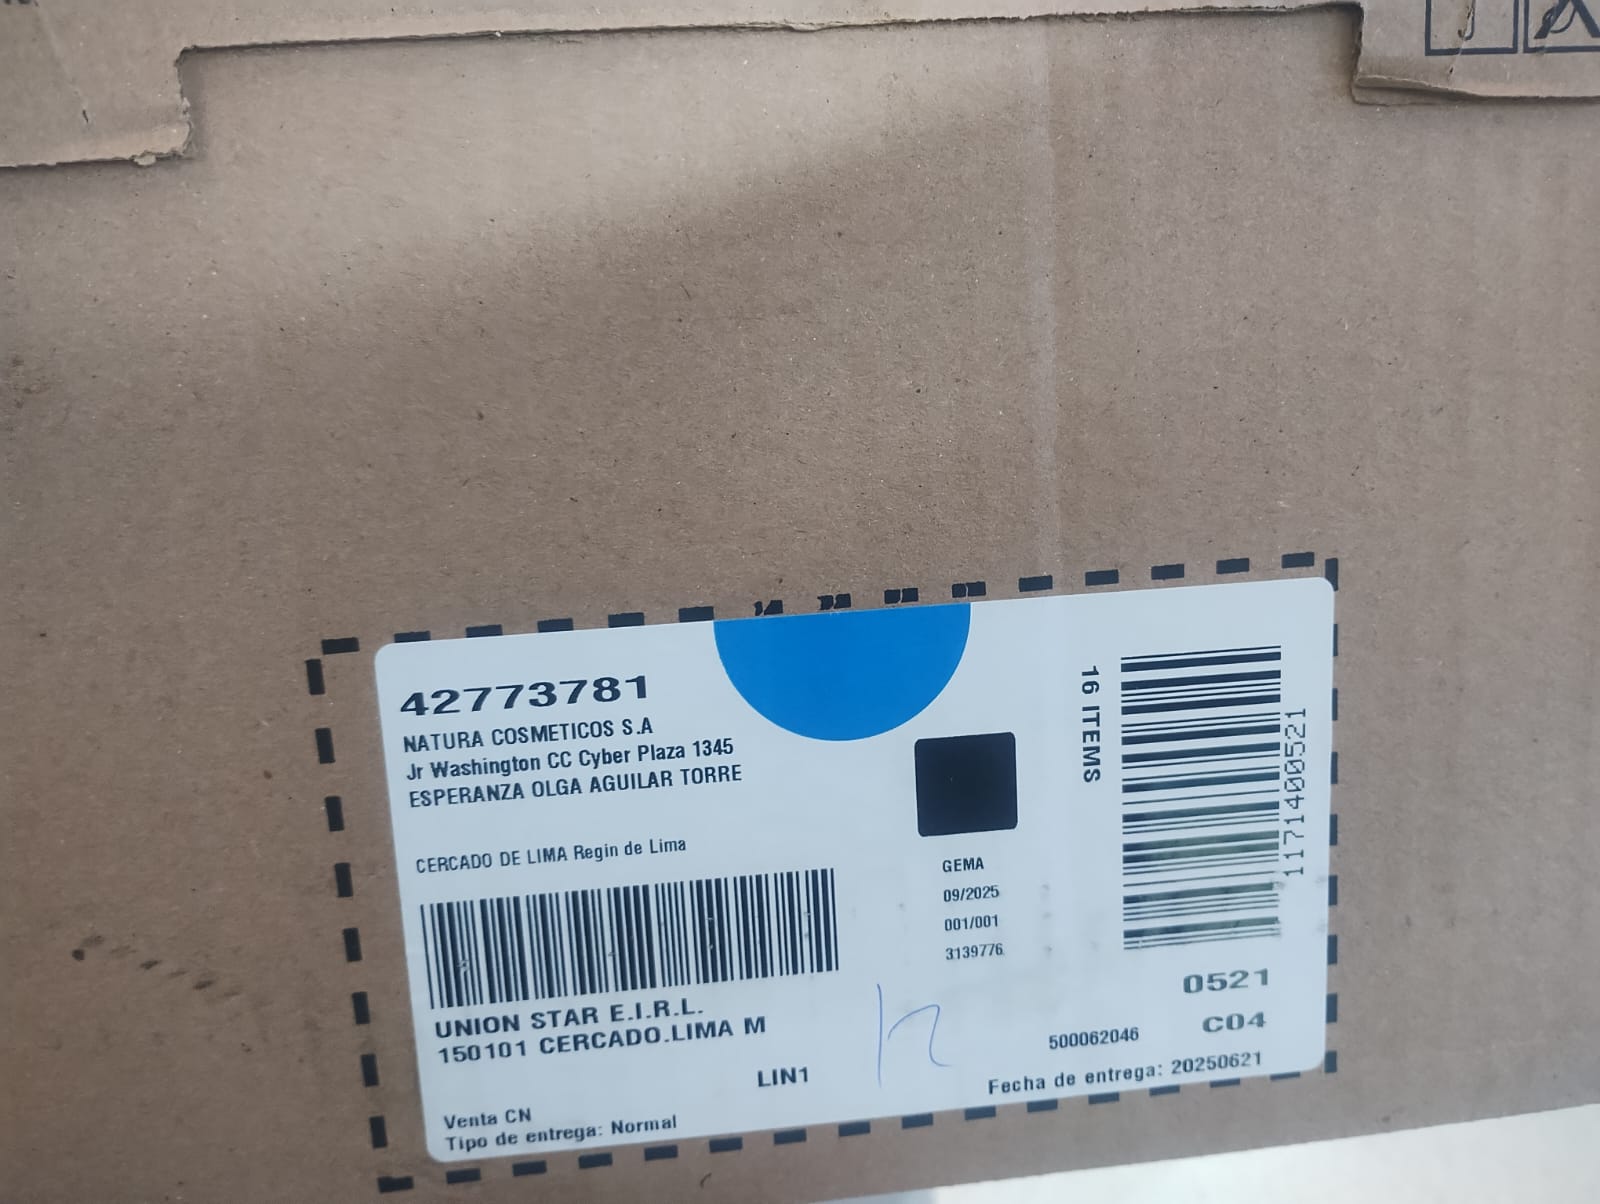 42773781
NATURA COSMETICOS S.A
Jr Washington CC Cyber Plaza 1345
ESPERANZA OLGA AGUILAR TORRE
CERCADO DE LIMA Regin de Lima
UNION STAR E.I.R.L.
150101 CERCADO.LIMA M
LIN1
Venta CN
Tipo de entrega: Normal
GEMA
09/2025
001/001
3139776
16 ITEMS
1171400521
0521
C04
500062046
Fecha de entrega: 20250621